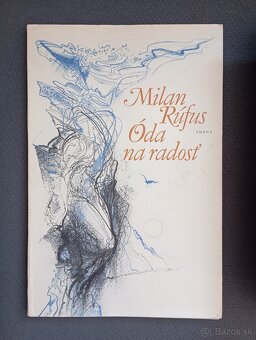 Milan
Rúfus
SMENA
Óda
na radosť
Bazos.sk